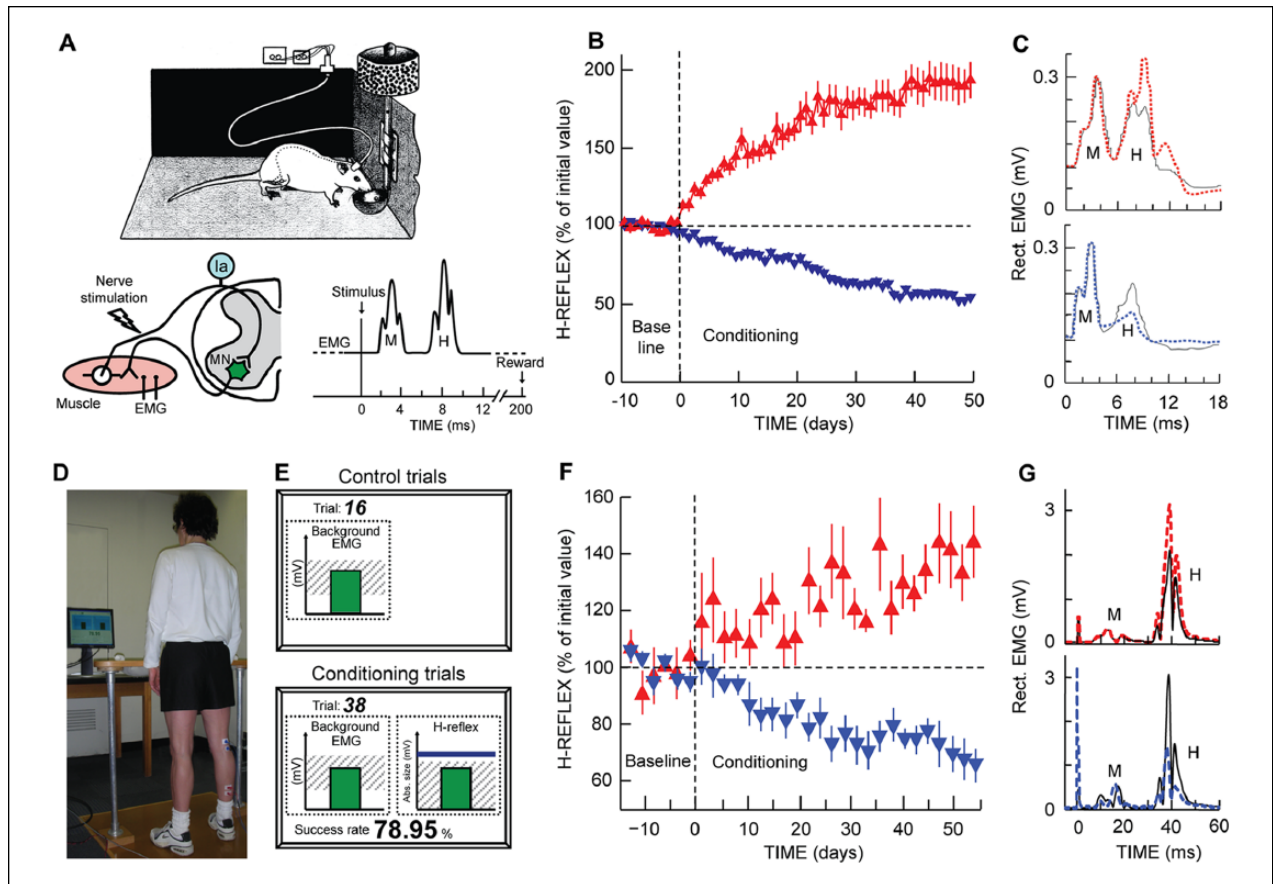 A
Ia
Nerve
stimulation
MN
Muscle
EMG
Stimulus
EMG
M
H
Reward
0
4
8
12
200
TIME (ms)
B
H-REFLEX (% of initial value)
200
150
100
50
0
Base
line
Conditioning
-10
0
10
20
30
40
50
TIME (days)
C
Rect. EMG (mV)
0.3
M
H
0
0.3
M
H
0
0
6
12
18
TIME (ms)
D
E
Control trials
Trial: 16
Background
EMG
(mV)
Conditioning trials
Trial: 38
Background
EMG
(mV)
H-reflex
Abs. size (mV)
Success rate 78.95 %
F
H-REFLEX (% of initial value)
160
140
120
100
80
60
Baseline
Conditioning
−10
0
10
20
30
40
50
TIME (days)
G
Rect. EMG (mV)
3
M
H
0
3
M
H
0
0
20
40
60
TIME (ms)